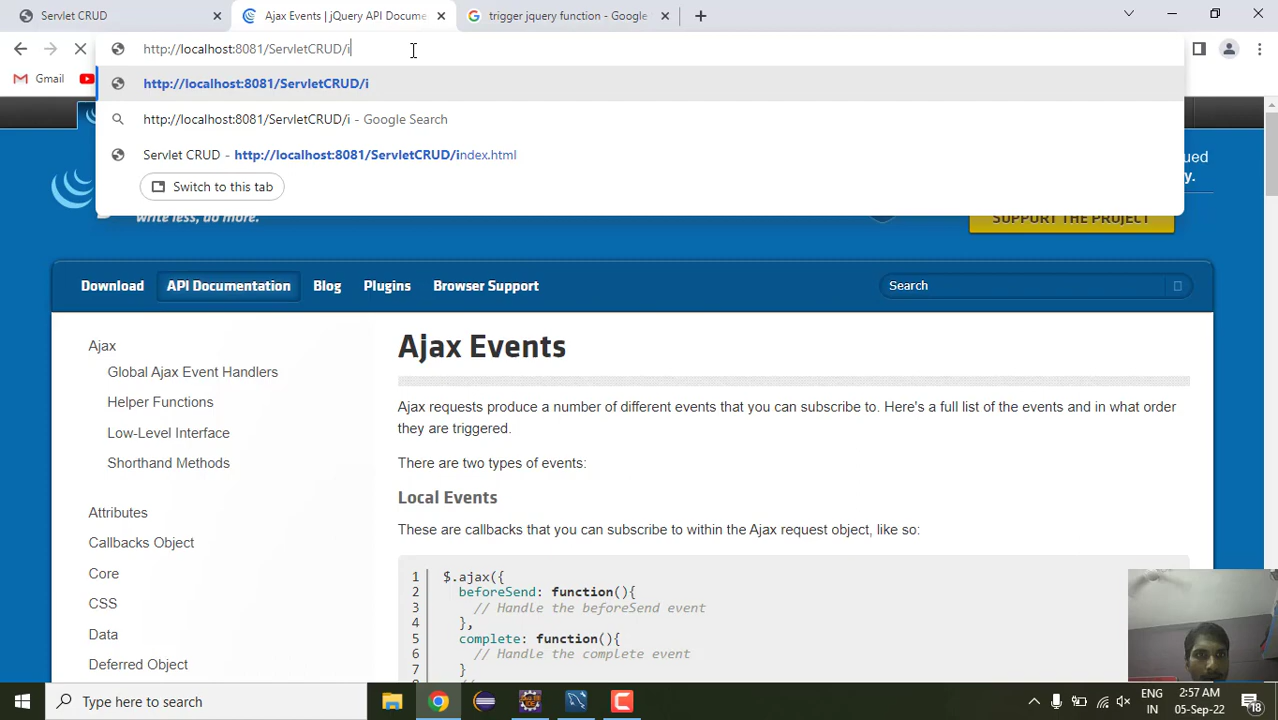 Servlet CRUD
Ajax Events | jQuery API Docume
trigger jquery function - Google
http://localhost:8081/ServletCRUD/i
Gmail
http://localhost:8081/ServletCRUD/i
http://localhost:8081/ServletCRUD/i - Google Search
Servlet CRUD - http://localhost:8081/ServletCRUD/index.html
Switch to this tab
ued
y.
write less, do more.
SUPPORT THE PROJECT
Download
API Documentation
Blog
Plugins
Browser Support
Search
Ajax
Global Ajax Event Handlers
Helper Functions
Low-Level Interface
Shorthand Methods
Attributes
Callbacks Object
Core
CSS
Data
Deferred Object
Ajax Events
Ajax requests produce a number of different events that you can subscribe to. Here's a full list of the events and in what order
they are triggered.
There are two types of events:
Local Events
These are callbacks that you can subscribe to within the Ajax request object, like so:
1 $.ajax({
2 beforeSend: function(){
3 // Handle the beforeSend event
4 },
5 complete: function(){
6 // Handle the complete event
7 }
Type here to search
ENG
IN
2:57 AM
05-Sep-22
18